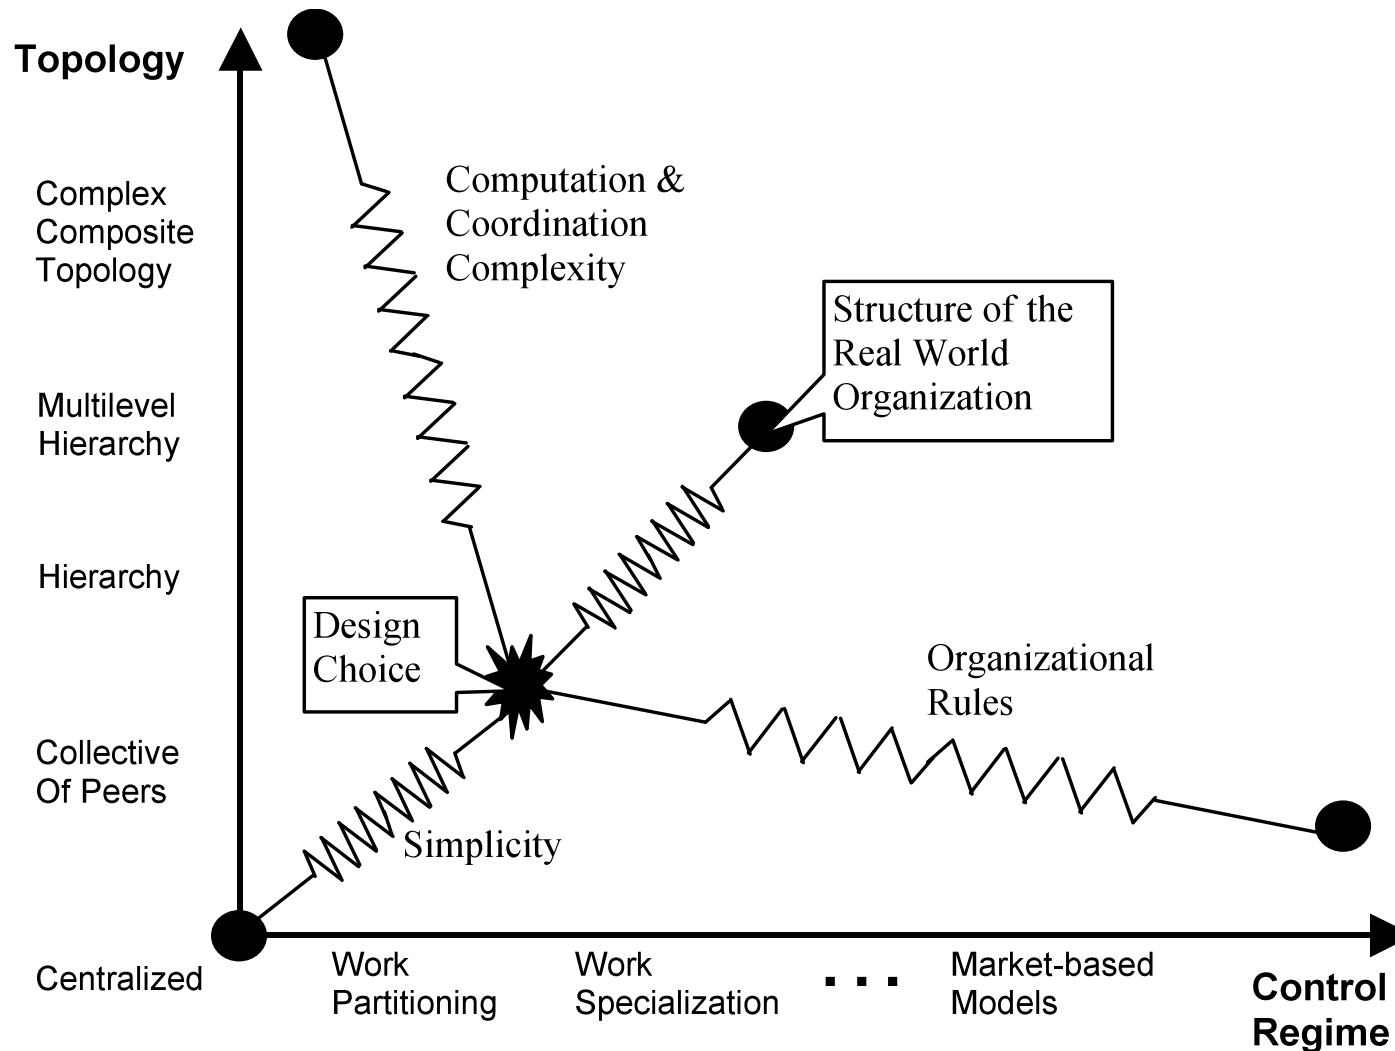 Topology
Complex
Composite
Topology
Multilevel
Hierarchy
Hierarchy
Collective
Of Peers
Centralized
Computation &
Coordination
Complexity
Structure of the
Real World
Organization
Design
Choice
Organizational
Rules
Simplicity
Work
Partitioning
Work
Specialization
...
Market-based
Models
Control
Regime